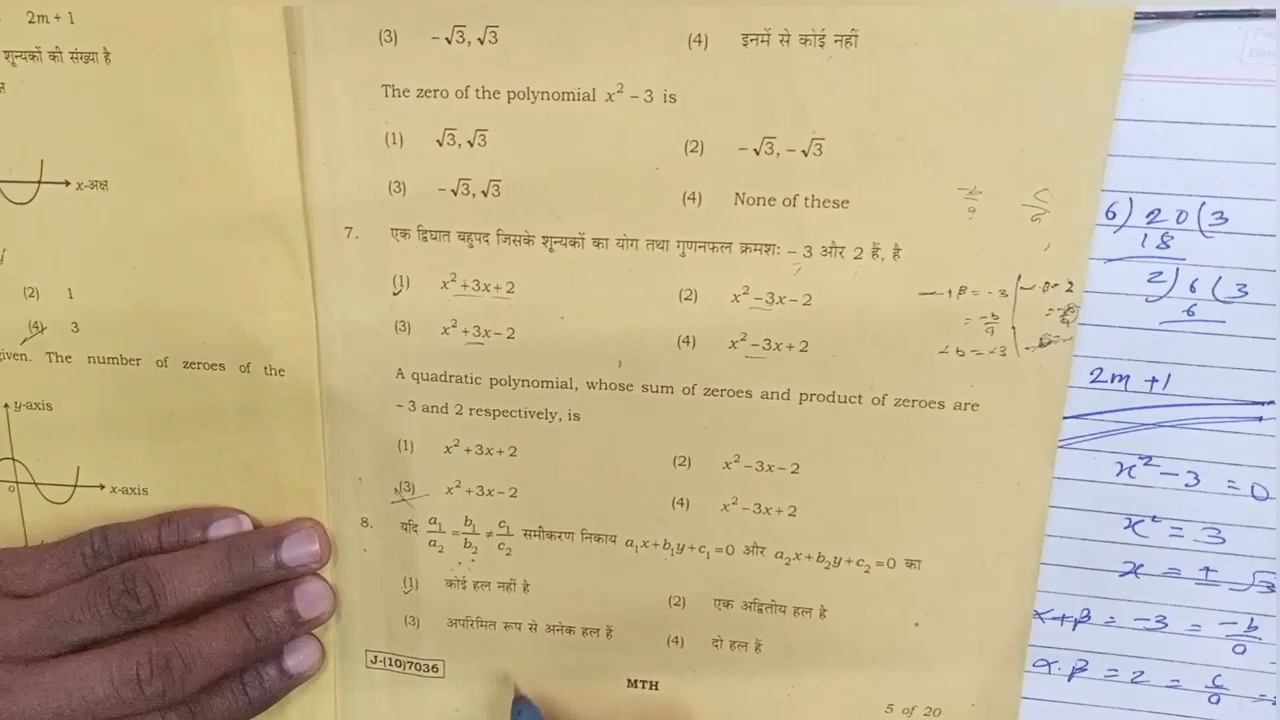 2m + 1
शून्यकों की संख्या है
x-अक्ष
(2) 1
(4) 3
given. The number of zeroes of the
y-axis
0
x-axis
(3) −√3, √3 (4) इनमें से कोई नहीं
The zero of the polynomial x² − 3 is
(1) √3, √3 (2) −√3, −√3
(3) −√3, √3 (4) None of these
7. एक द्विघात बहुपद जिसके शून्यकों का योग तथा गुणनफल क्रमशः − 3 और 2 हैं, है
(1) x² + 3x + 2 (2) x² − 3x − 2
(3) x² + 3x − 2 (4) x² − 3x + 2
A quadratic polynomial, whose sum of zeroes and product of zeroes are
− 3 and 2 respectively, is
(1) x² + 3x + 2 (2) x² − 3x − 2
(3) x² + 3x − 2 (4) x² − 3x + 2
8. यदि a₁/a₂ = b₁/b₂ ≠ c₁/c₂ समीकरण निकाय a₁x + b₁y + c₁ = 0 और a₂x + b₂y + c₂ = 0 का
(1) कोई हल नहीं है (2) एक अद्वितीय हल है
(3) अपरिमित रूप से अनेक हल हैं (4) दो हल हैं
J-(10)7036
MTH
5 of 20
-b/a c/a
+ β = -3
= -b/a
6 ) 20 ( 3
18
2 ) 6 ( 3
6
2m + 1
x² − 3 = 0
x² = 3
x = ± √3
α + β = −3 = −b/a
α . β = 2 = c/a =